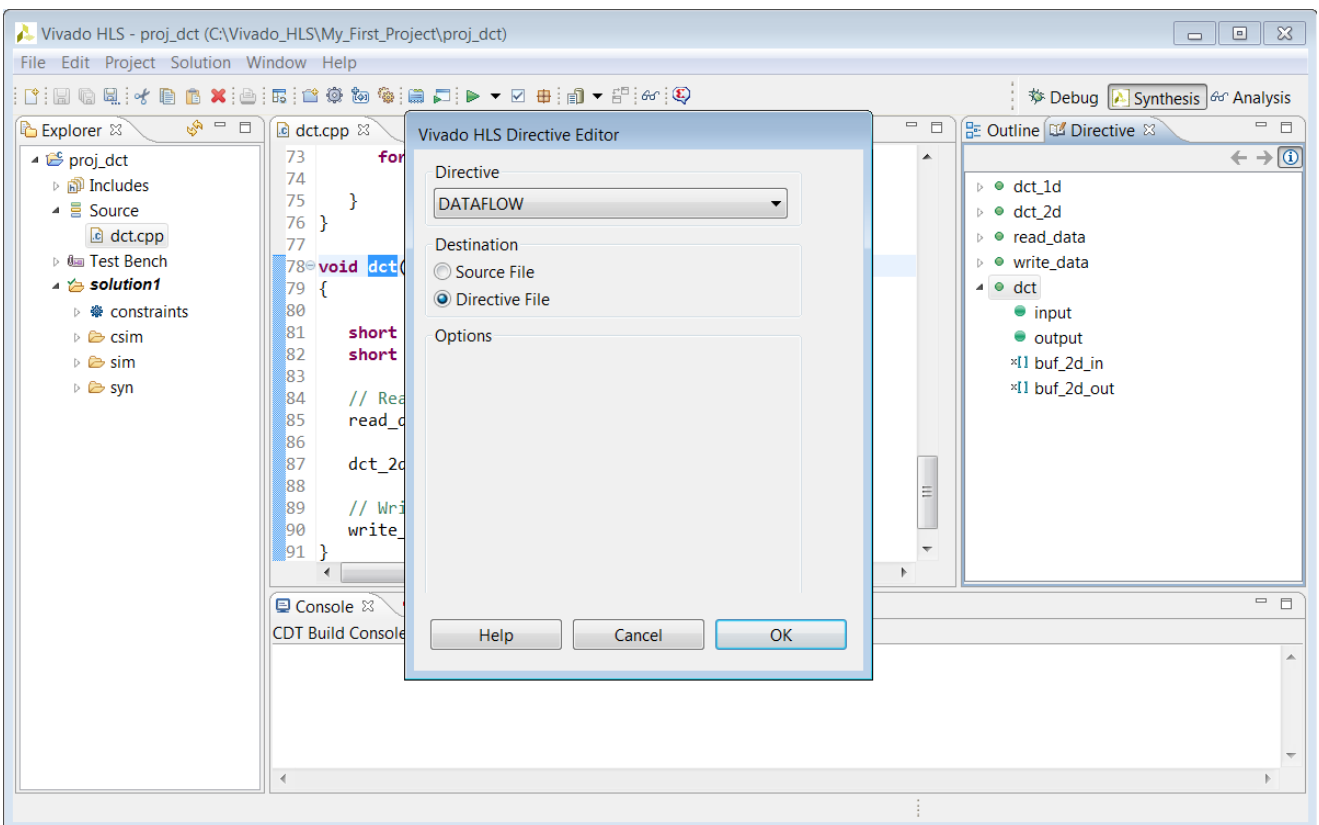 Vivado HLS - proj_dct (C:\Vivado_HLS\My_First_Project\proj_dct)
File Edit Project Solution Window Help
Debug Synthesis Analysis
Explorer
proj_dct
Includes
Source
dct.cpp
Test Bench
solution1
constraints
csim
sim
syn
dct.cpp
73 for
74
75 }
76 }
77
78 void dct(
79 {
80
81 short
82 short
83
84 // Rea
85 read_d
86
87 dct_2d
88
89 // Wri
90 write_
91 }
Vivado HLS Directive Editor
Directive
DATAFLOW
Destination
Source File
Directive File
Options
Help Cancel OK
Outline Directive
dct_1d
dct_2d
read_data
write_data
dct
input
output
×[] buf_2d_in
×[] buf_2d_out
Console
CDT Build Console